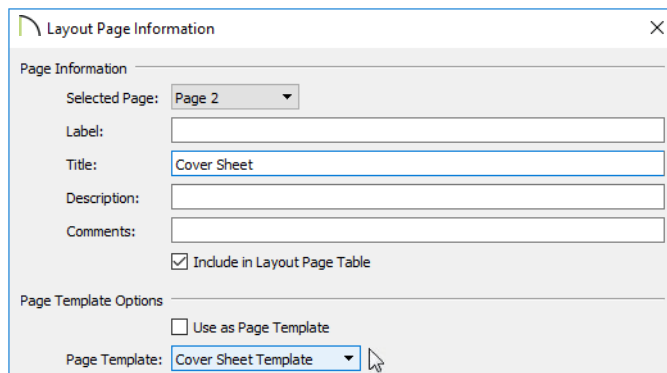 Layout Page Information
Page Information
Selected Page: Page 2
Label:
Title: Cover Sheet
Description:
Comments:
Include in Layout Page Table
Page Template Options
Use as Page Template
Page Template: Cover Sheet Template